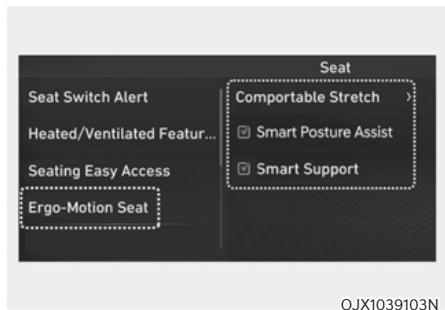 Seat
Seat Switch Alert
Heated/Ventilated Featur...
Seating Easy Access
Ergo-Motion Seat
Comportable Stretch >
Smart Posture Assist
Smart Support
OJX1039103N